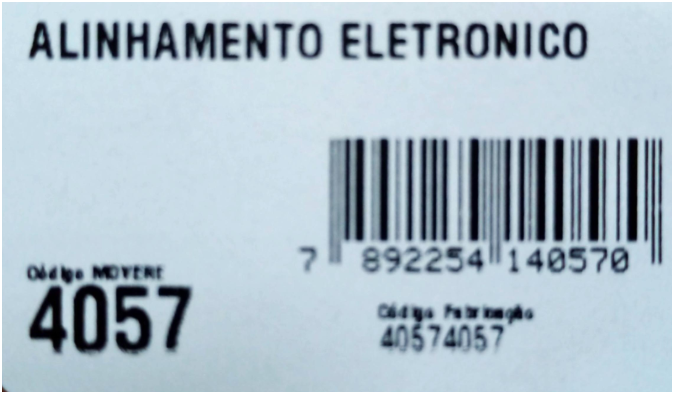 ALINHAMENTO ELETRONICO
7 892254 140570
Código MOVERE
4057
Código Fabricação
40574057